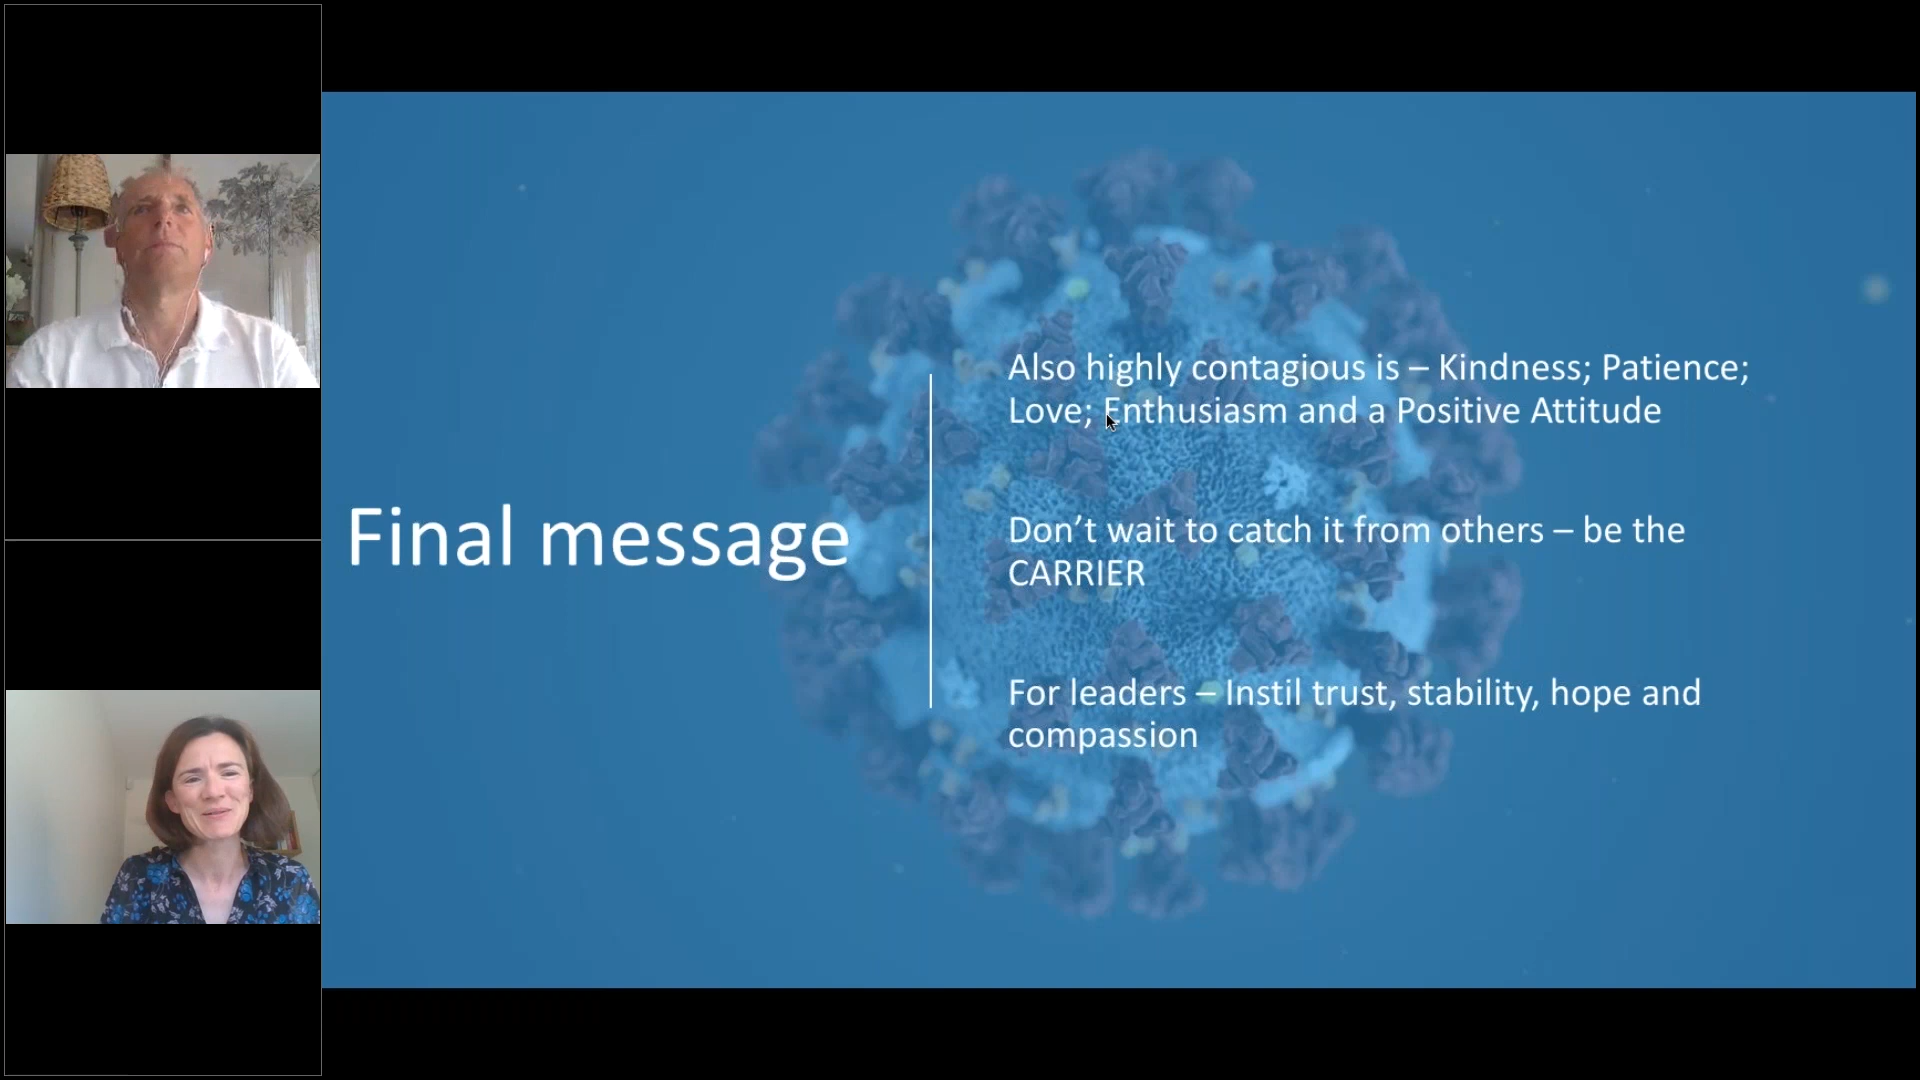 Final message
Also highly contagious is – Kindness; Patience;
Love; Enthusiasm and a Positive Attitude
Don’t wait to catch it from others – be the
CARRIER
For leaders – Instil trust, stability, hope and
compassion